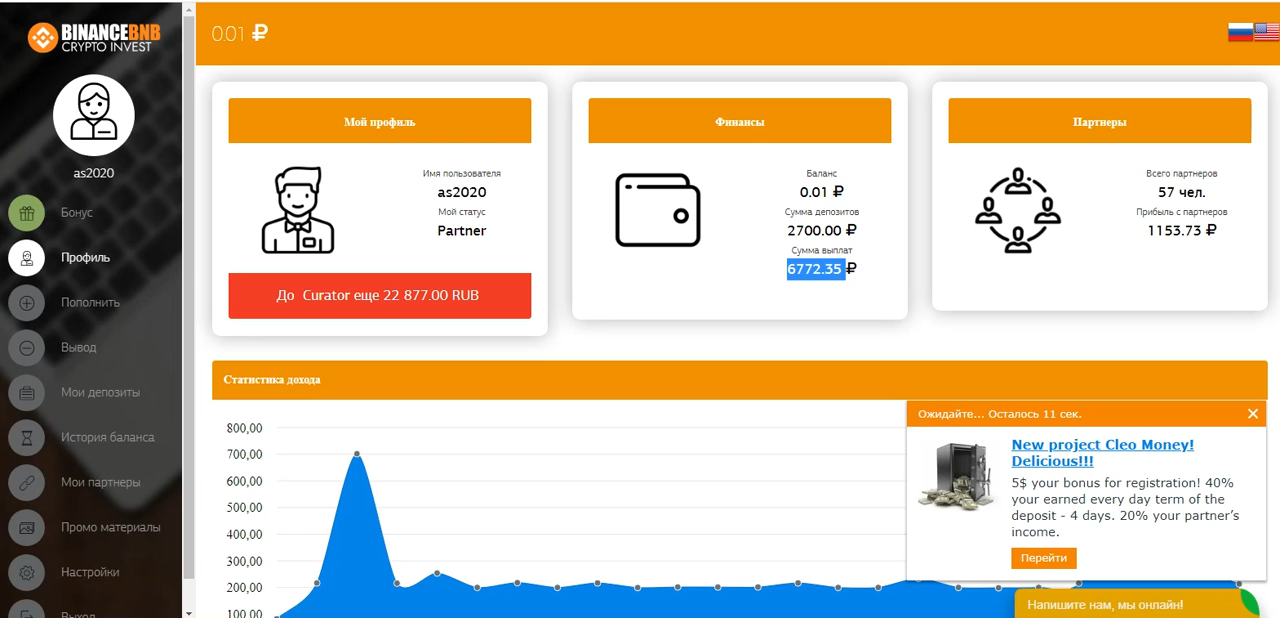 BINANCEBNB
CRYPTO INVEST
as2020
Бонус
Профиль
Пополнить
Вывод
Мои депозиты
История баланса
Мои партнеры
Промо материалы
Настройки
Выход
0.01 ₽
Мой профиль
Имя пользователя
as2020
Мой статус
Partner
До Curator еще 22 877.00 RUB
Финансы
Баланс
0.01 ₽
Сумма депозитов
2700.00 ₽
Сумма выплат
6772.35 ₽
Партнеры
Всего партнеров
57 чел.
Прибыль с партнеров
1153.73 ₽
Статистика дохода
800,00
700,00
600,00
500,00
400,00
300,00
200,00
100,00
Ожидайте... Осталось 11 сек.
New project Cleo Money!
Delicious!!!
5$ your bonus for registration! 40%
your earned every day term of the
deposit - 4 days. 20% your partner’s
income.
Перейти
Напишите нам, мы онлайн!